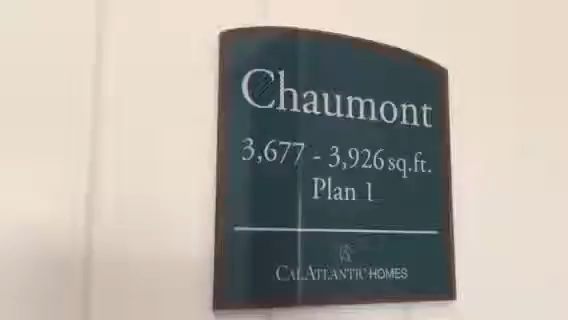 Chaumont
3,677 - 3,926 sq.ft.
Plan 1
CALATLANTIC HOMES